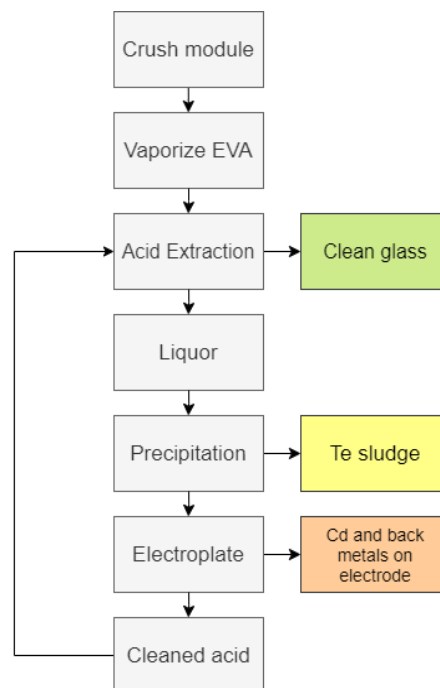 Crush module
Vaporize EVA
Acid Extraction
Clean glass
Liquor
Precipitation
Te sludge
Electroplate
Cd and back
metals on
electrode
Cleaned acid